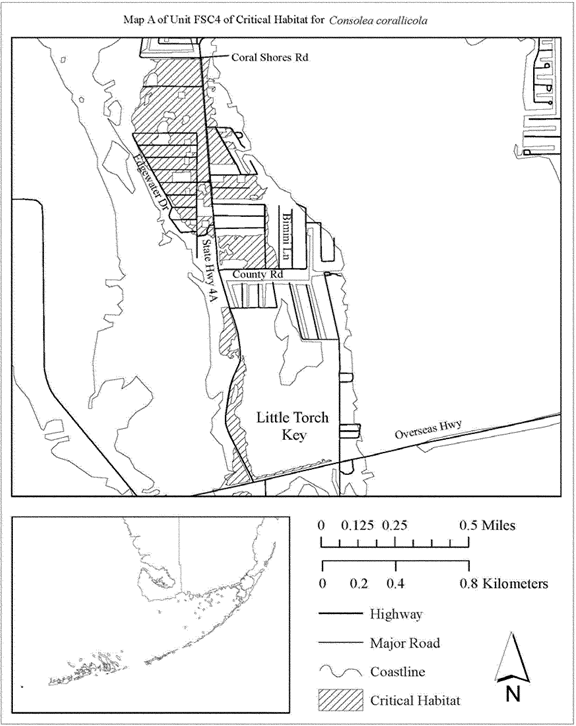 Map A of Unit FSC4 of Critical Habitat for Consolea corallicola
Coral Shores Rd
Edgewater Dr
Bimini Ln
State Hwy 4A
County Rd
Little Torch
Key
Overseas Hwy
0 0.125 0.25 0.5 Miles
0 0.2 0.4 0.8 Kilometers
Highway
Major Road
Coastline
Critical Habitat
N